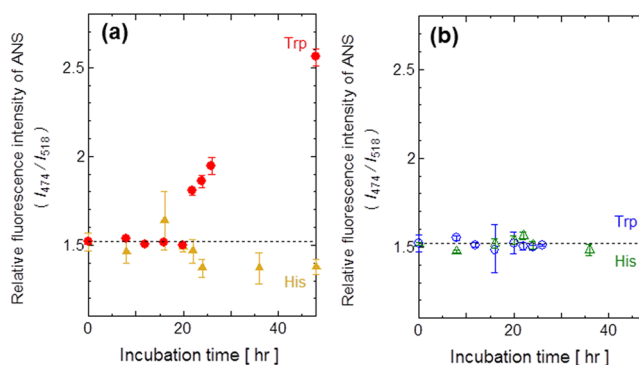 (a)
Trp
His
2.5
2
1.5
0
20
40
Incubation time [ hr ]
Relative fluorescence intensity of ANS
( I474 / I518 )
(b)
Trp
His
2.5
2
1.5
0
20
40
Incubation time [ hr ]
Relative fluorescence intensity of ANS
( I474 / I518 )